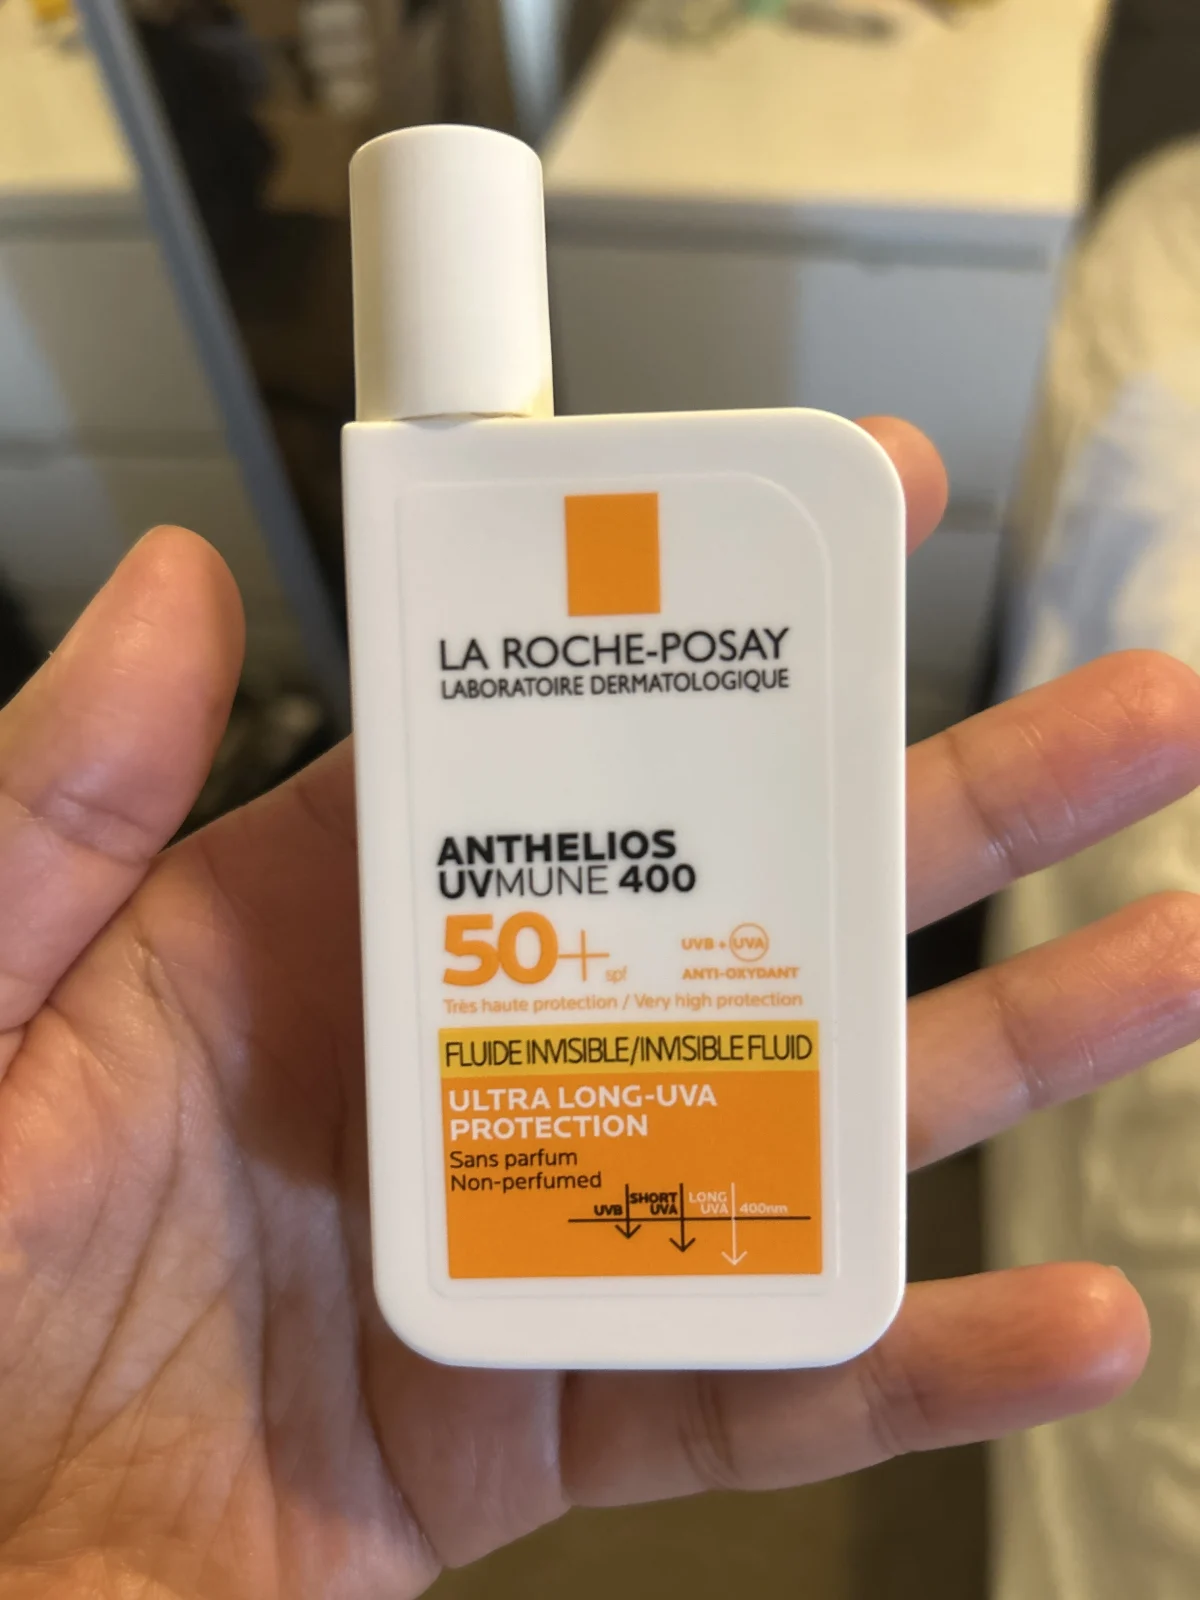 LA ROCHE-POSAY
LABORATOIRE DERMATOLOGIQUE
ANTHELIOS
UVMUNE 400
50+ spf
UVB + UVA
ANTI-OXYDANT
Très haute protection / Very high protection
FLUIDE INVISIBLE/INVISIBLE FLUID
ULTRA LONG-UVA
PROTECTION
Sans parfum
Non-perfumed
UVB
SHORT
UVA
LONG
UVA
400nm